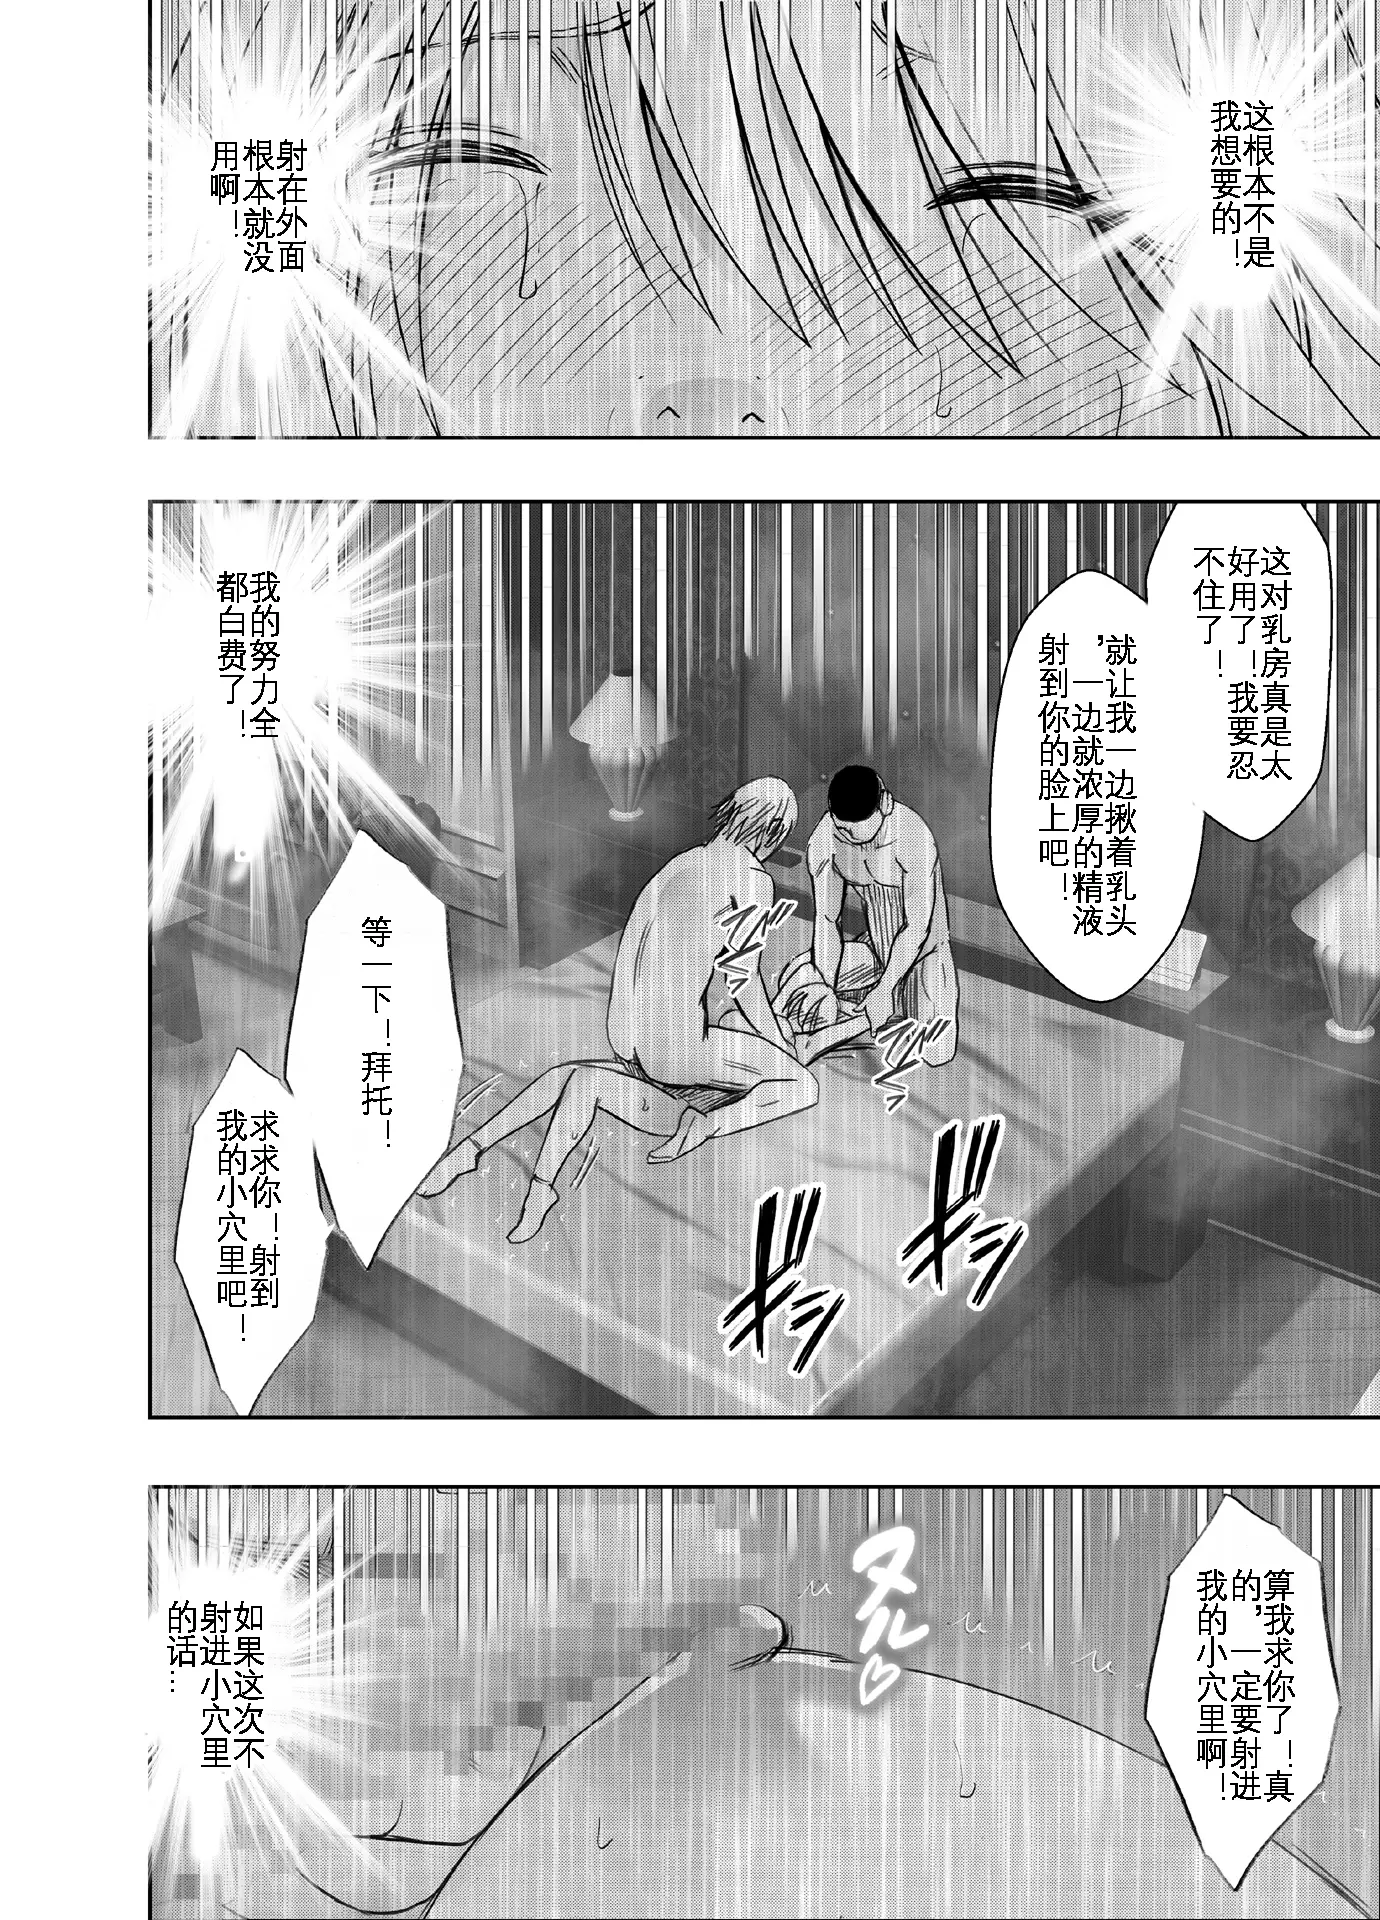 这根本不是
我想要的！
射在外面
根本就没
用啊！
这对乳房真是太
好用了！我要忍
不住了！
就让我一边揪着乳头
，一边就浓厚的精液
射到你的脸上吧！
我的努力全
都白费了！
等一下！拜托！
求求你！射到
我的小穴里吧！
ガシ
ガシ
算我求你了！真
的，一定要射进
我的小穴里啊！
ヌル♡
如果这次不
射进小穴里
的话…